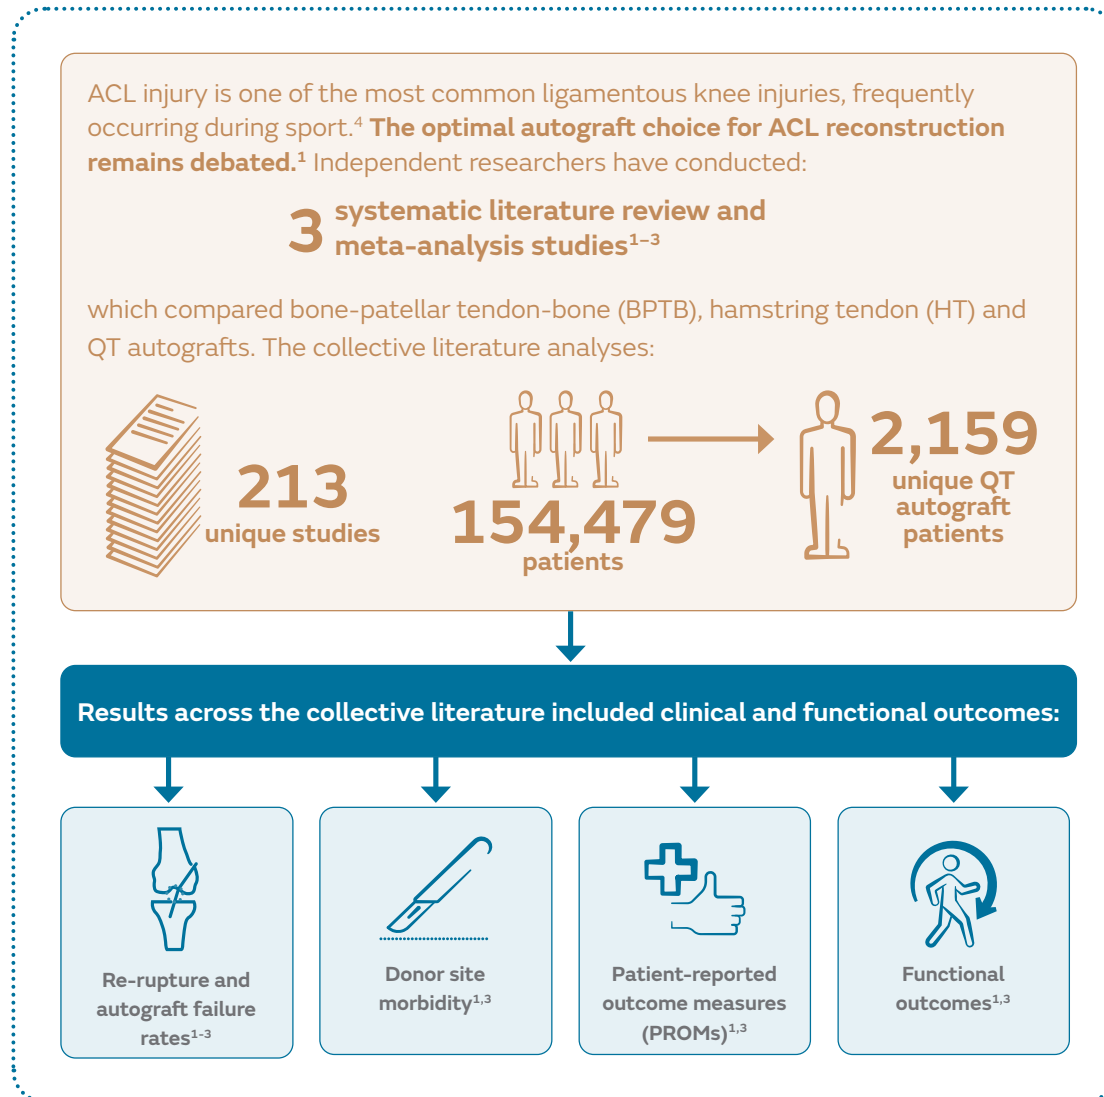 ACL injury is one of the most common ligamentous knee injuries, frequently
occurring during sport.⁴ The optimal autograft choice for ACL reconstruction
remains debated.¹ Independent researchers have conducted:
3 systematic literature review and
meta-analysis studies¹⁻³
which compared bone-patellar tendon-bone (BPTB), hamstring tendon (HT) and
QT autografts. The collective literature analyses:
213
unique studies
154,479
patients
2,159
unique QT
autograft
patients
Results across the collective literature included clinical and functional outcomes:
Re-rupture and
autograft failure
rates¹⁻³
Donor site
morbidity¹,³
Patient-reported
outcome measures
(PROMs)¹,³
Functional
outcomes¹,³